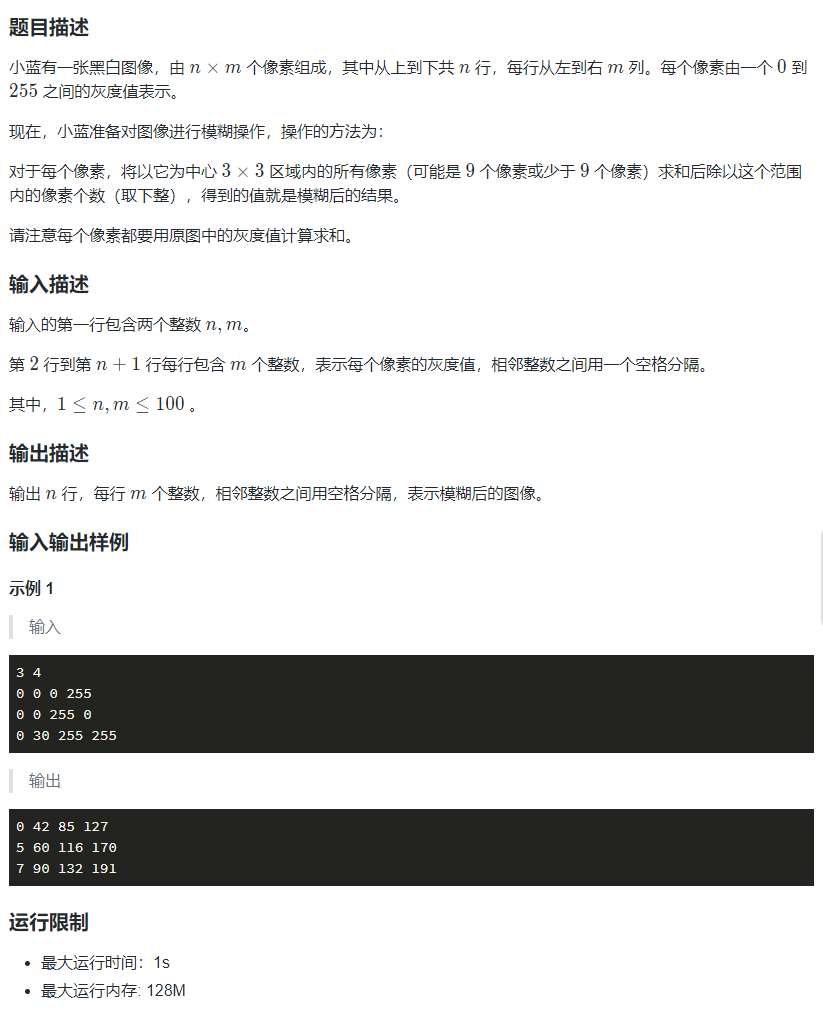 题目描述
小蓝有一张黑白图像，由 n × m 个像素组成，其中从上到下共 n 行，每行从左到右 m 列。每个像素由一个 0 到
255 之间的灰度值表示。
现在，小蓝准备对图像进行模糊操作，操作的方法为：
对于每个像素，将以它为中心 3 × 3 区域内的所有像素（可能是 9 个像素或少于 9 个像素）求和后除以这个范围
内的像素个数（取下整），得到的值就是模糊后的结果。
请注意每个像素都要用原图中的灰度值计算求和。
输入描述
输入的第一行包含两个整数 n, m。
第 2 行到第 n + 1 行每行包含 m 个整数，表示每个像素的灰度值，相邻整数之间用一个空格分隔。
其中，1 ≤ n, m ≤ 100 。
输出描述
输出 n 行，每行 m 个整数，相邻整数之间用空格分隔，表示模糊后的图像。
输入输出样例
示例 1
输入
3 4
0 0 0 255
0 0 255 0
0 30 255 255
输出
0 42 85 127
5 60 116 170
7 90 132 191
运行限制
• 最大运行时间：1s
• 最大运行内存: 128M